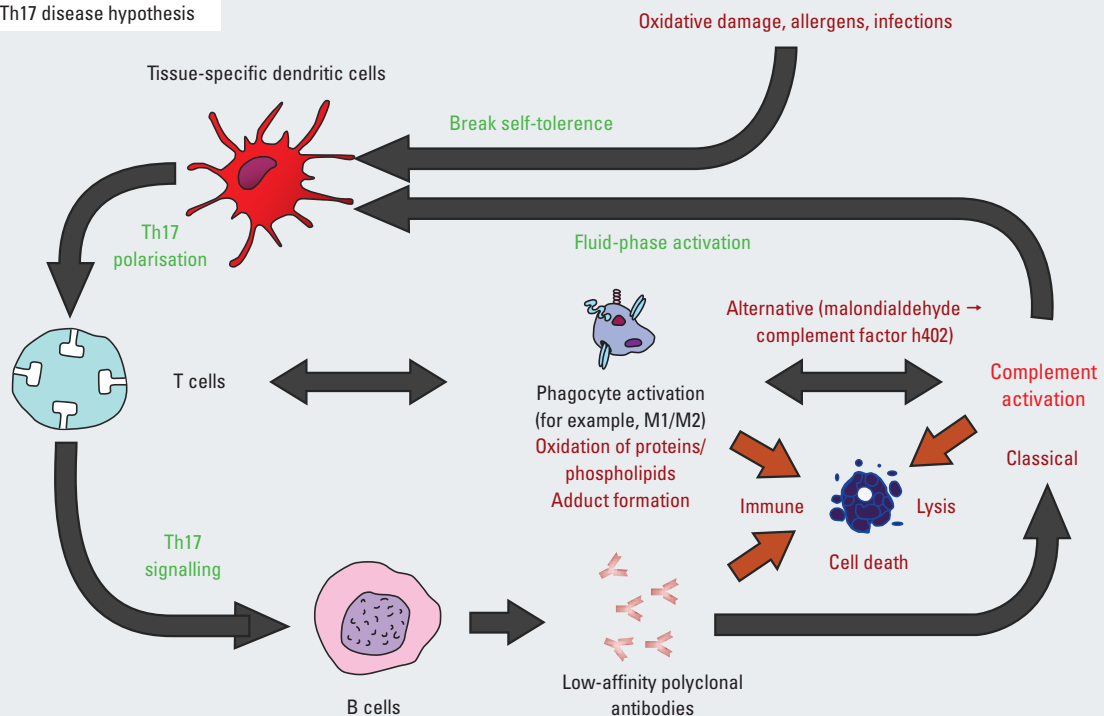 Th17 disease hypothesis
Oxidative damage, allergens, infections
Tissue-specific dendritic cells
Break self-tolerence
Th17
polarisation
Fluid-phase activation
Alternative (malondialdehyde →
complement factor h402)
T cells
Phagocyte activation
(for example, M1/M2)
Oxidation of proteins/
phospholipids
Adduct formation
Complement
activation
Classical
Immune
Lysis
Cell death
Th17
signalling
B cells
Low-affinity polyclonal
antibodies